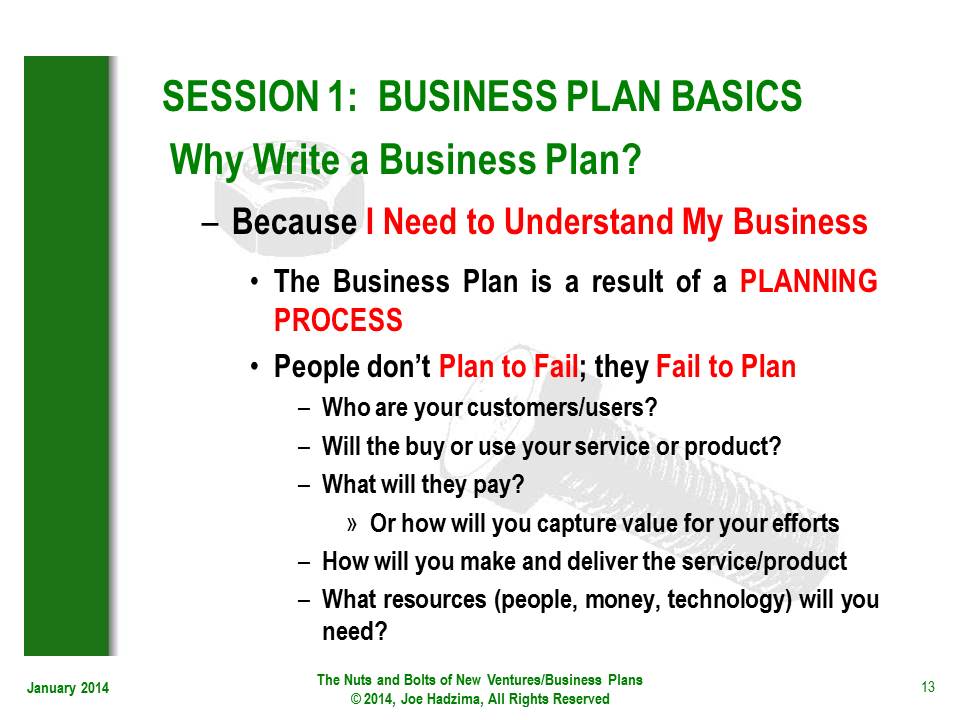 SESSION 1: BUSINESS PLAN BASICS
Why Write a Business Plan?
– Because I Need to Understand My Business
• The Business Plan is a result of a PLANNING
PROCESS
• People don’t Plan to Fail; they Fail to Plan
– Who are your customers/users?
– Will the buy or use your service or product?
– What will they pay?
» Or how will you capture value for your efforts
– How will you make and deliver the service/product
– What resources (people, money, technology) will you
need?
January 2014
The Nuts and Bolts of New Ventures/Business Plans
© 2014, Joe Hadzima, All Rights Reserved
13